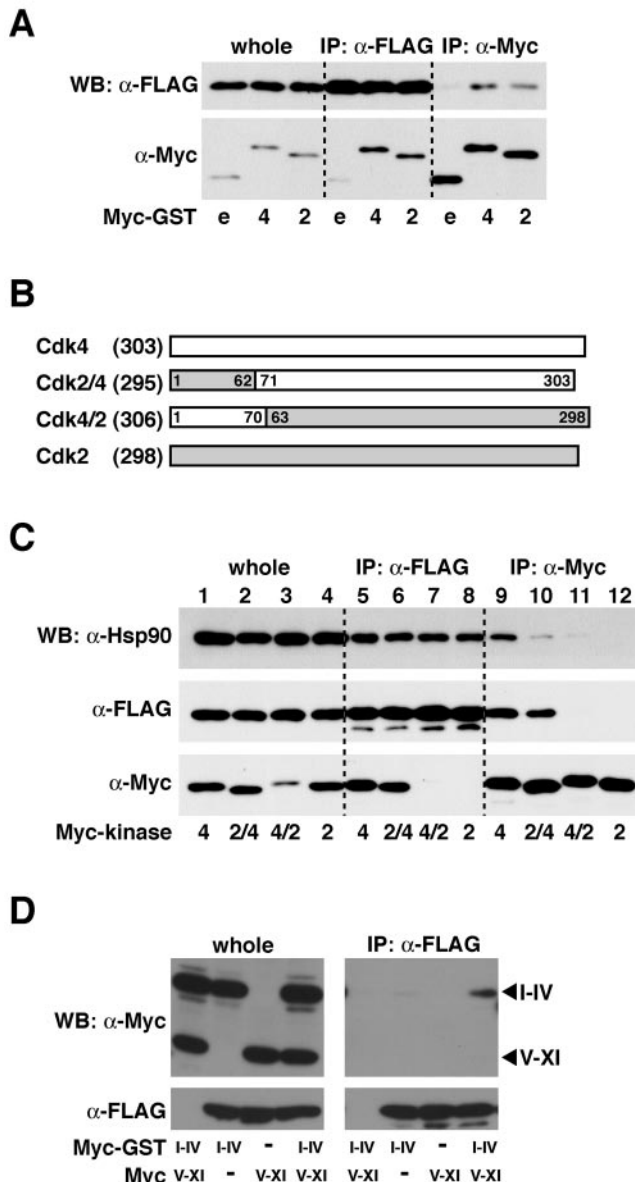 A
whole IP: α-FLAG IP: α-Myc
WB: α-FLAG
α-Myc
Myc-GST e 4 2 e 4 2 e 4 2
B
Cdk4 (303)
Cdk2/4 (295) 1 62 71 303
Cdk4/2 (306) 1 70 63 298
Cdk2 (298)
C
whole IP: α-FLAG IP: α-Myc
1 2 3 4 5 6 7 8 9 10 11 12
WB: α-Hsp90
α-FLAG
α-Myc
Myc-kinase 4 2/4 4/2 2 4 2/4 4/2 2 4 2/4 4/2 2
D
whole IP: α-FLAG
WB: α-Myc
I-IV
V-XI
α-FLAG
Myc-GST I-IV I-IV - I-IV I-IV I-IV - I-IV
Myc V-XI - V-XI V-XI V-XI - V-XI V-XI